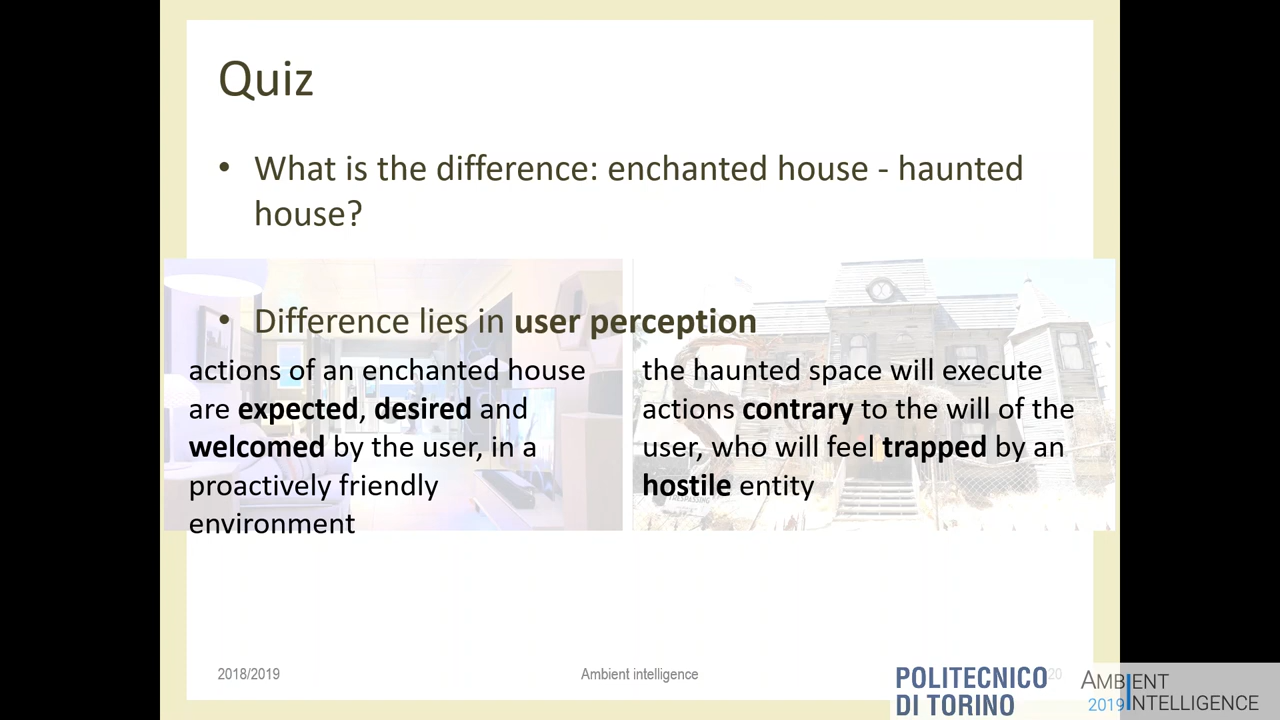 Quiz
• What is the difference: enchanted house - haunted
house?
• Difference lies in user perception
actions of an enchanted house
are expected, desired and
welcomed by the user, in a
proactively friendly
environment
the haunted space will execute
actions contrary to the will of the
user, who will feel trapped by an
hostile entity
TRESPASSING
2018/2019
Ambient intelligence
20
POLITECNICO
DI TORINO
AMBIENT
2019 INTELLIGENCE